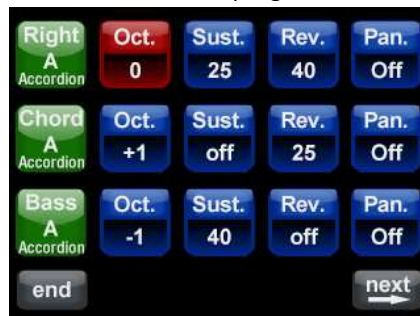 Right Oct. Sust. Rev. Pan.
A 0 25 40 Off
Accordion
Chord Oct. Sust. Rev. Pan.
A +1 off 25 Off
Accordion
Bass Oct. Sust. Rev. Pan.
A -1 40 off Off
Accordion
end next